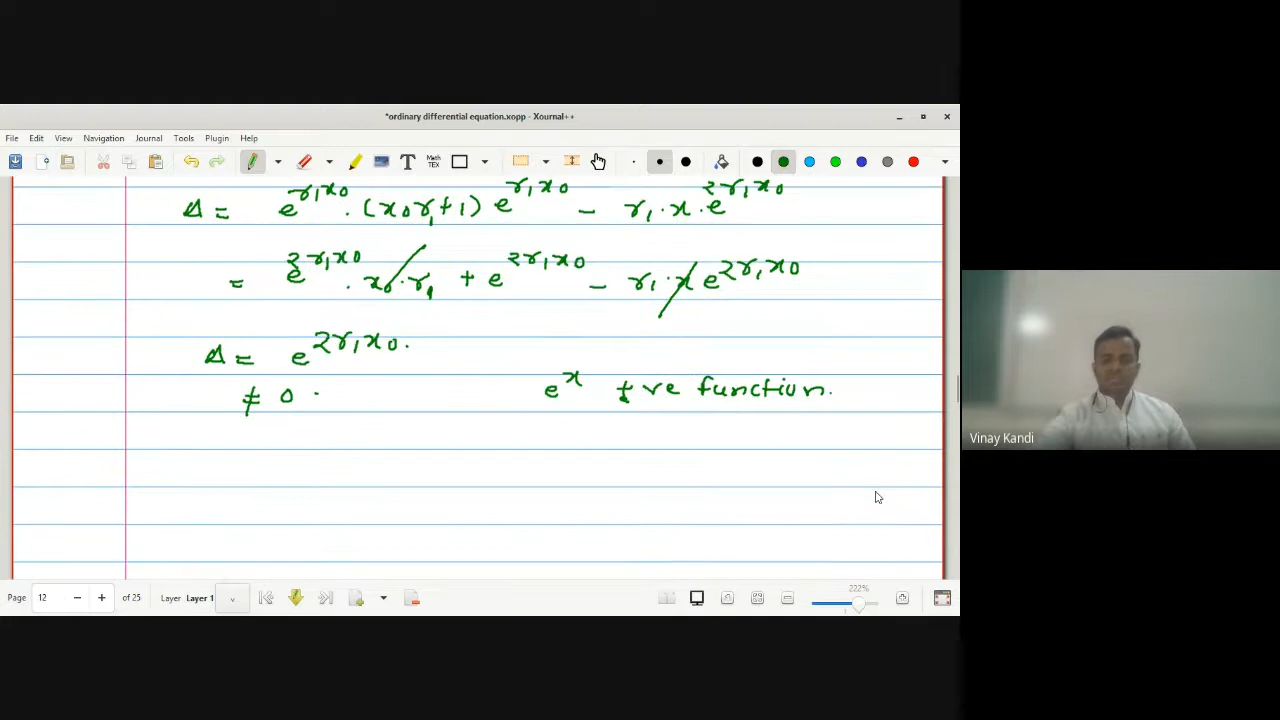 *ordinary differential equation.xopp - Xournal++
File Edit View Navigation Journal Tools Plugin Help
Δ = e^{r₁x₀} . (x₀r₁+1) e^{r₁x₀} - r₁.x.e^{2r₁x₀}
= e^{2r₁x₀} . x₀.r₁ + e^{2r₁x₀} - r₁.x e^{2r₁x₀}
Δ = e^{2r₁x₀}.
≠ 0 . e^x +ve function.
Vinay Kandi
Page 12 of 25 Layer Layer 1 222%